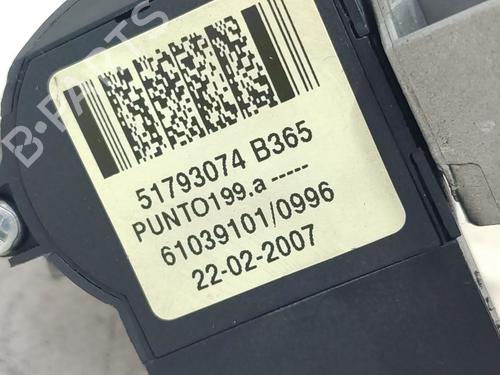 B-PARTS
51793074 B365
PUNTO199.a -----
61039101/0996
22-02-2007